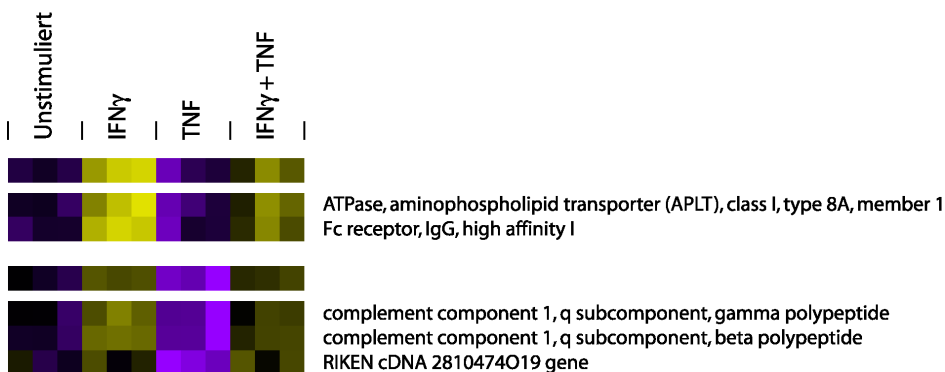 Unstimuliert
IFNγ
TNF
IFNγ + TNF
ATPase, aminophospholipid transporter (APLT), class I, type 8A, member 1
Fc receptor, IgG, high affinity I
complement component 1, q subcomponent, gamma polypeptide
complement component 1, q subcomponent, beta polypeptide
RIKEN cDNA 2810474O19 gene